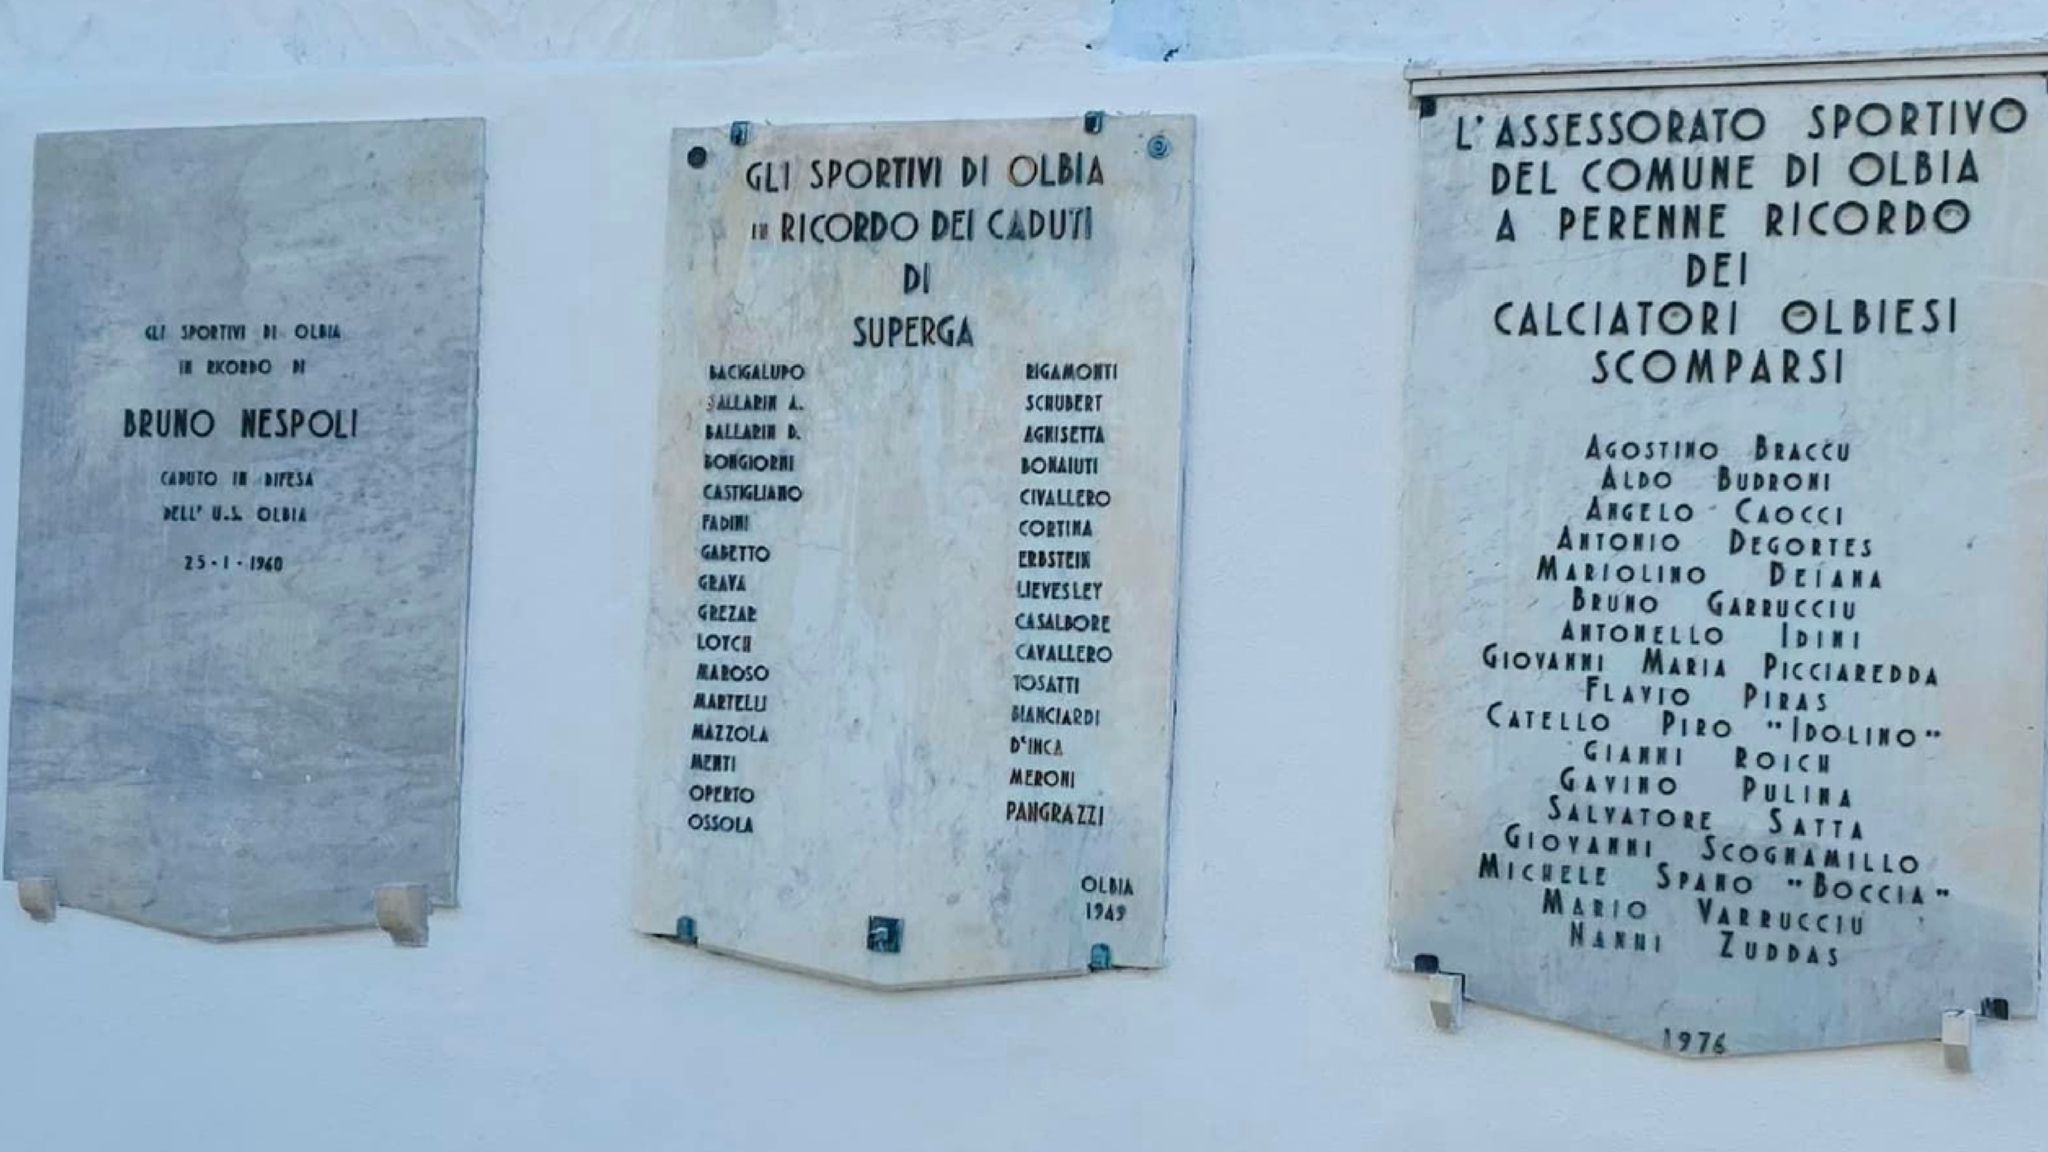 GLI SPORTIVI DI OLBIA
IN RICORDO DI
BRUNO NESPOLI
CADUTO IN DIFESA
DELL' U.S. OLBIA
25-1-1960
GLI SPORTIVI DI OLBIA
IN RICORDO DEI CADUTI
DI
SUPERGA
BACIGALUPO
BALLARIN A.
BALLARIN D.
BONGIORNI
CASTIGLIANO
FADINI
GABETTO
GRAVA
GREZAR
LOYCH
MAROSO
MARTELLI
MAZZOLA
MENTI
OPERTO
OSSOLA
RIGAMONTI
SCHUBERT
AGNISETTA
BONAIUTI
CIVALLERO
CORTINA
ERBSTEIN
LIEVESLEY
CASALBORE
CAVALLERO
TOSATTI
BIANCIARDI
D'INCA
MERONI
PANGRAZZI
OLBIA
1949
L'ASSESSORATO SPORTIVO
DEL COMUNE DI OLBIA
A PERENNE RICORDO
DEI
CALCIATORI OLBIESI
SCOMPARSI
AGOSTINO BRACCU
ALDO BUDRONI
ANGELO CAOCCI
ANTONIO DEGORTES
MARIOLINO DEIANA
BRUNO GARRUCCIU
ANTONELLO IDINI
GIOVANNI MARIA PICCIAREDDA
FLAVIO PIRAS
CATELLO PIRO "IDOLINO"
GIANNI ROICH
GAVINO PULINA
SALVATORE SATTA
GIOVANNI SCOGNAMILLO
MICHELE SPANO "BOCCIA"
MARIO VARRUCCIU
NANNI ZUDDAS
1976